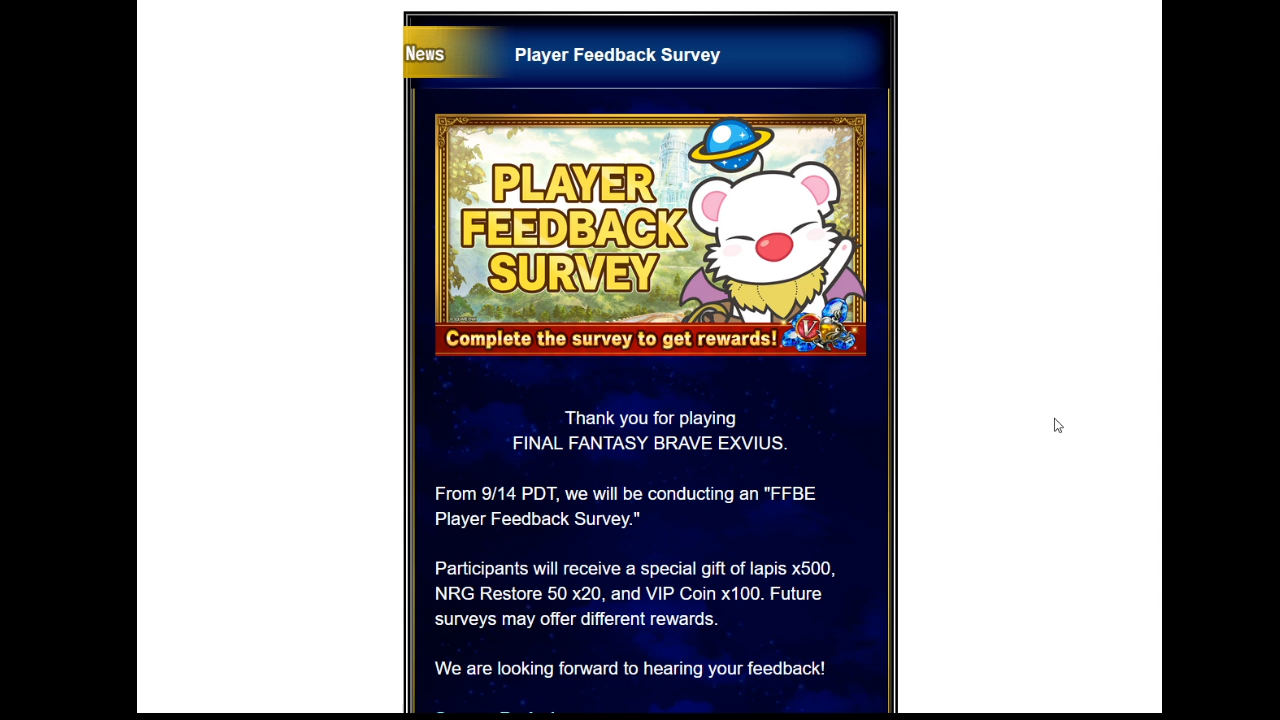 News
Player Feedback Survey
PLAYER
FEEDBACK
SURVEY
Complete the survey to get rewards!
Thank you for playing
FINAL FANTASY BRAVE EXVIUS.
From 9/14 PDT, we will be conducting an "FFBE
Player Feedback Survey."
Participants will receive a special gift of lapis x500,
NRG Restore 50 x20, and VIP Coin x100. Future
surveys may offer different rewards.
We are looking forward to hearing your feedback!